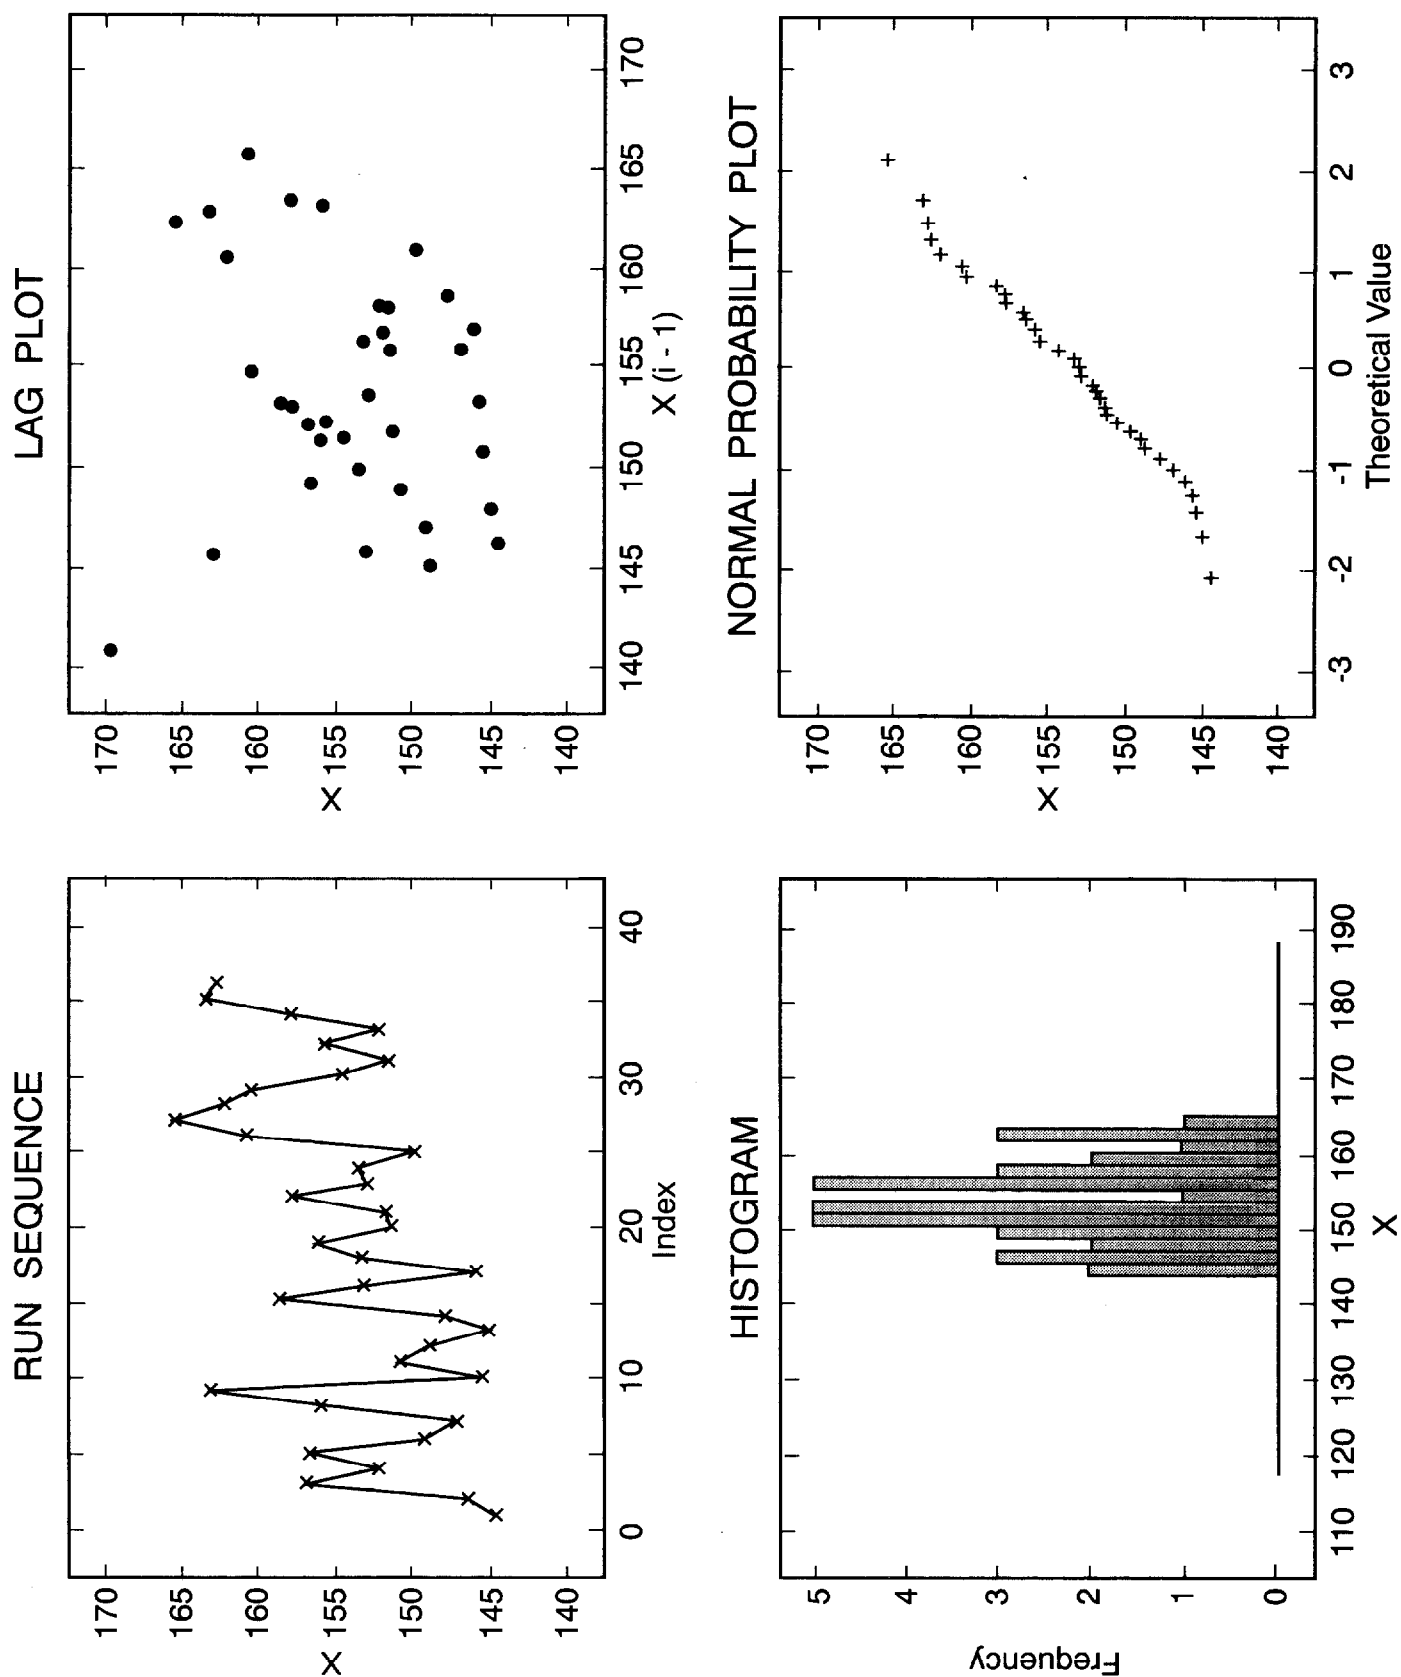 RUN SEQUENCE
170
165
160
X 155
150
145
140
0 10 20 30 40
Index
LAG PLOT
170
165
160
X 155
150
145
140
140 145 150 155 160 165 170
X (i - 1)
HISTOGRAM
5
4
3
2
1
0
Frequency
110 120 130 140 150 160 170 180 190
X
NORMAL PROBABILITY PLOT
170
165
160
X 155
150
145
140
-3 -2 -1 0 1 2 3
Theoretical Value